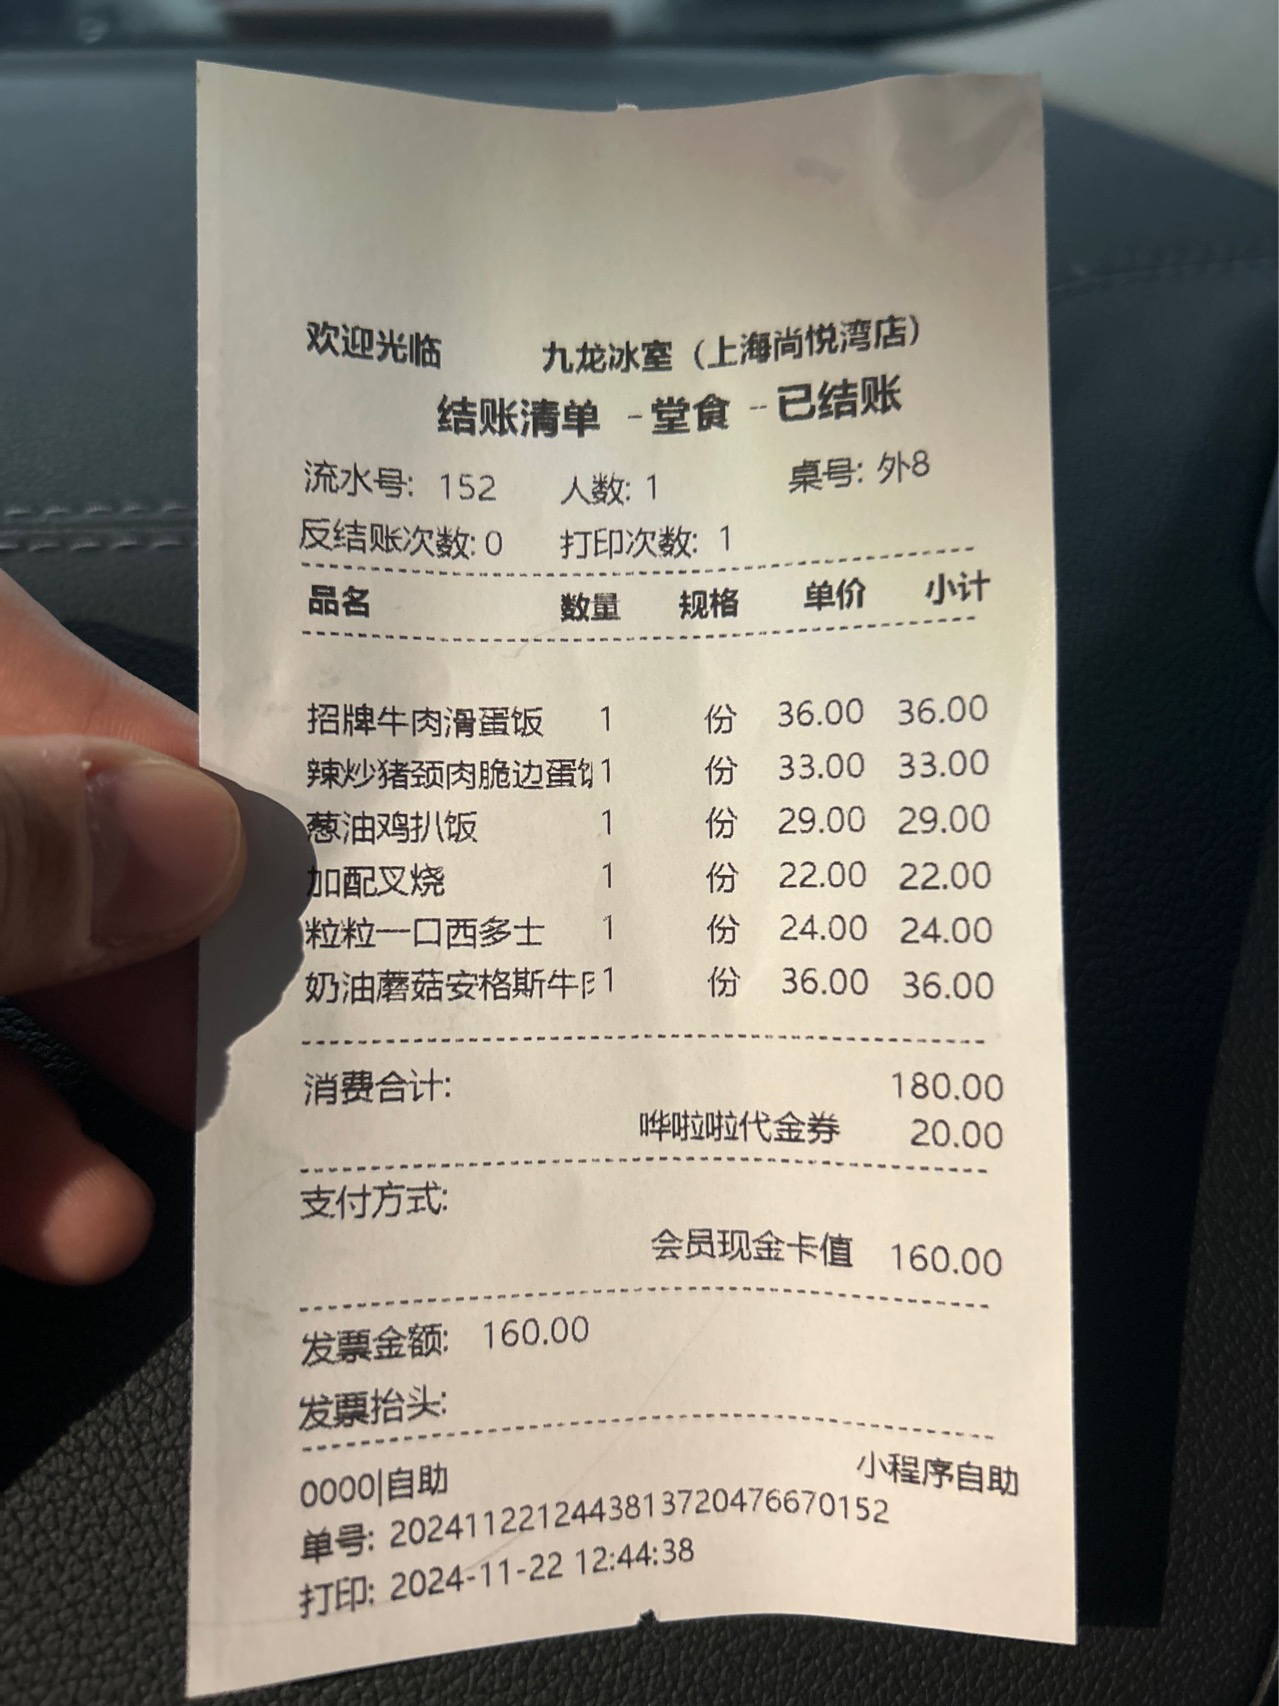 欢迎光临 九龙冰室（上海尚悦湾店）
结账清单 - 堂食 -- 已结账
流水号: 152 人数: 1 桌号: 外8
反结账次数: 0 打印次数: 1
品名 数量 规格 单价 小计
招牌牛肉滑蛋饭 1 份 36.00 36.00
辣炒猪颈肉脆边蛋 1 份 33.00 33.00
葱油鸡扒饭 1 份 29.00 29.00
加配叉烧 1 份 22.00 22.00
粒粒一口西多士 1 份 24.00 24.00
奶油蘑菇安格斯牛 1 份 36.00 36.00
消费合计: 180.00
哗啦啦代金券 20.00
支付方式:
会员现金卡值 160.00
发票金额: 160.00
发票抬头:
0000|自助 小程序自助
单号: 2024112212443813720476670152
打印: 2024-11-22 12:44:38